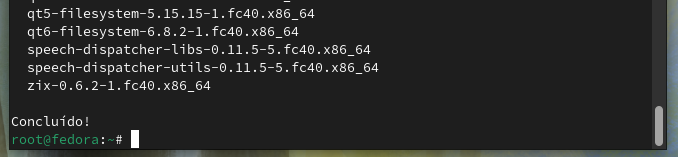 qt5-filesystem-5.15.15-1.fc40.x86_64
qt6-filesystem-6.8.2-1.fc40.x86_64
speech-dispatcher-libs-0.11.5-5.fc40.x86_64
speech-dispatcher-utils-0.11.5-5.fc40.x86_64
zix-0.6.2-1.fc40.x86_64
Concluído!
root@fedora:~#